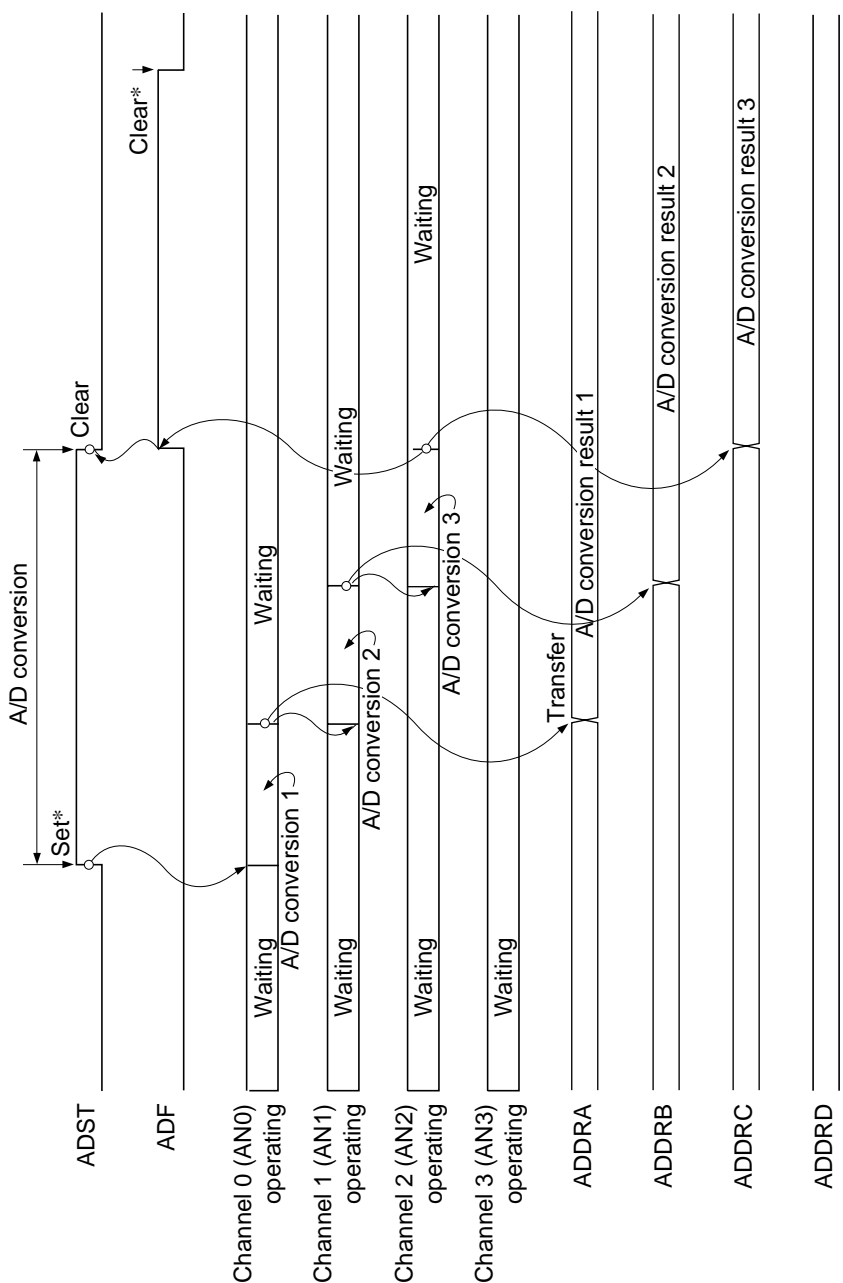 A/D conversion
Set*
Clear
ADST
Clear*
ADF
Channel 0 (AN0)
operating
Waiting
A/D conversion 1
Waiting
Channel 1 (AN1)
operating
Waiting
A/D conversion 2
Waiting
Channel 2 (AN2)
operating
Waiting
A/D conversion 3
Waiting
Channel 3 (AN3)
operating
Waiting
Transfer
ADDRA
A/D conversion result 1
ADDRB
A/D conversion result 2
ADDRC
A/D conversion result 3
ADDRD